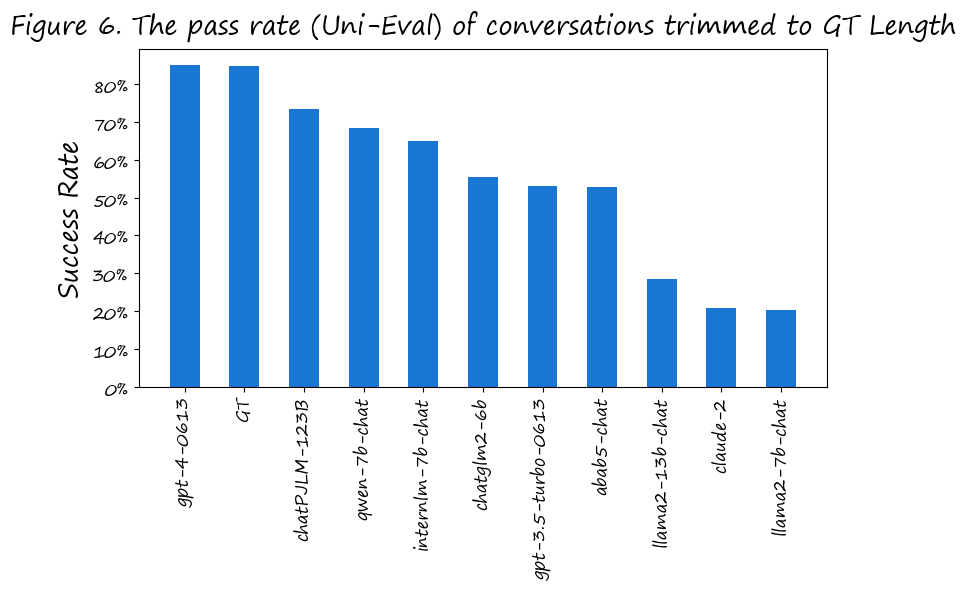 Figure 6. The pass rate (Uni-Eval) of conversations trimmed to GT Length
Success Rate
80%
70%
60%
50%
40%
30%
20%
10%
0%
gpt-4-0613
GT
chatPJLM-123B
qwen-7b-chat
internlm-7b-chat
chatglm2-6b
gpt-3.5-turbo-0613
abab5-chat
llama2-13b-chat
claude-2
llama2-7b-chat